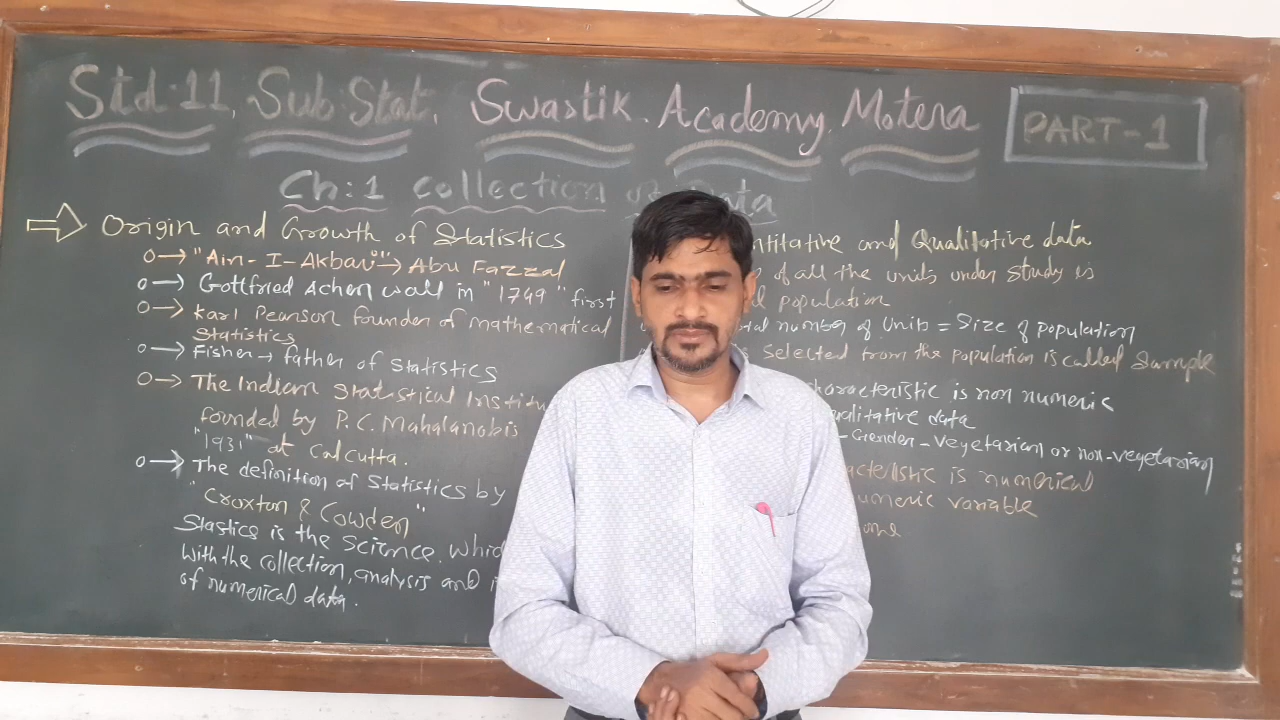 Std:11, Sub Stat, Swastik. Academy, Motera
PART-1
Ch:1 collection of Data
Origin and Growth of Statistics
"Ain-I-Akbari" → Abu Fazzal
Gottfried Achen wall in "1749" first
Karl Pearson founder of mathematical
Statistics
Fisher → father of Statistics
The Indian Statistical Institu
founded by P.C. Mahalanobis
"1931" at Calcutta.
The definition of Statistics by
"Croxton & Cowden"
Stastics is the science. Whic
with the collection, analysis and i
of numerical data.
ntitative and Qualitative data
of all the units under study is
population
al number of Units = Size of population
s selected from the population is called Sample
characteristic is non numeric
ualitative data
- Gender - Vegetarian or non-vegetarian
acteristic is numerical
umeric variable